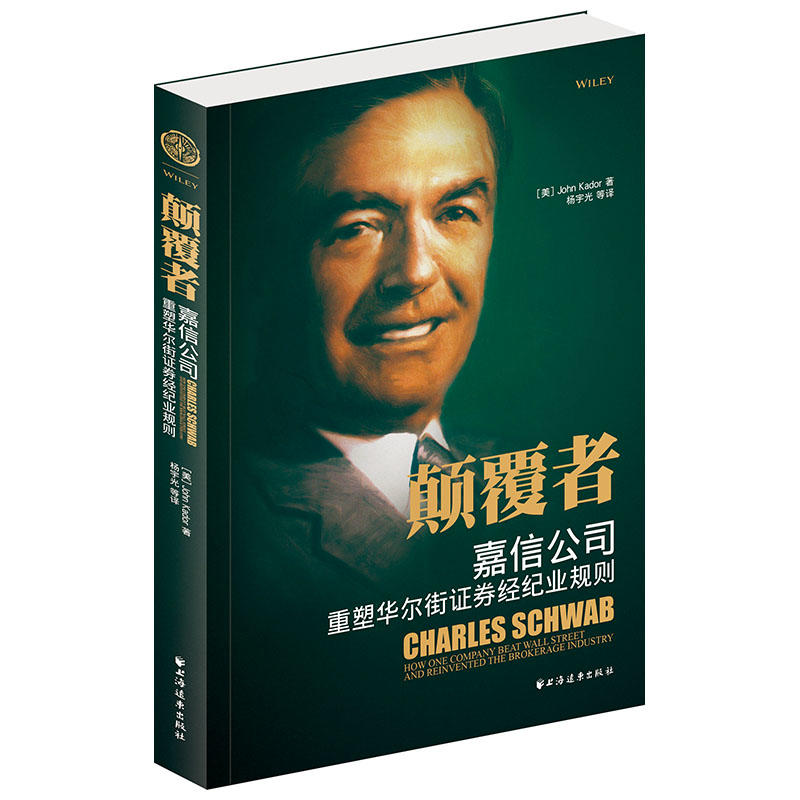 WILEY
[美] John Kador 著
杨宇光 等译
颠覆者
嘉信公司
重塑华尔街证券经纪业规则
CHARLES SCHWAB
HOW ONE COMPANY BEAT WALL STREET
AND REINVENTED THE BROKERAGE INDUSTRY
上海远东出版社
WILEY
颠覆者
嘉信公司
重塑华尔街证券经纪业规则
CHARLES SCHWAB
[美] John Kador 著
杨宇光 等译
上海远东出版社